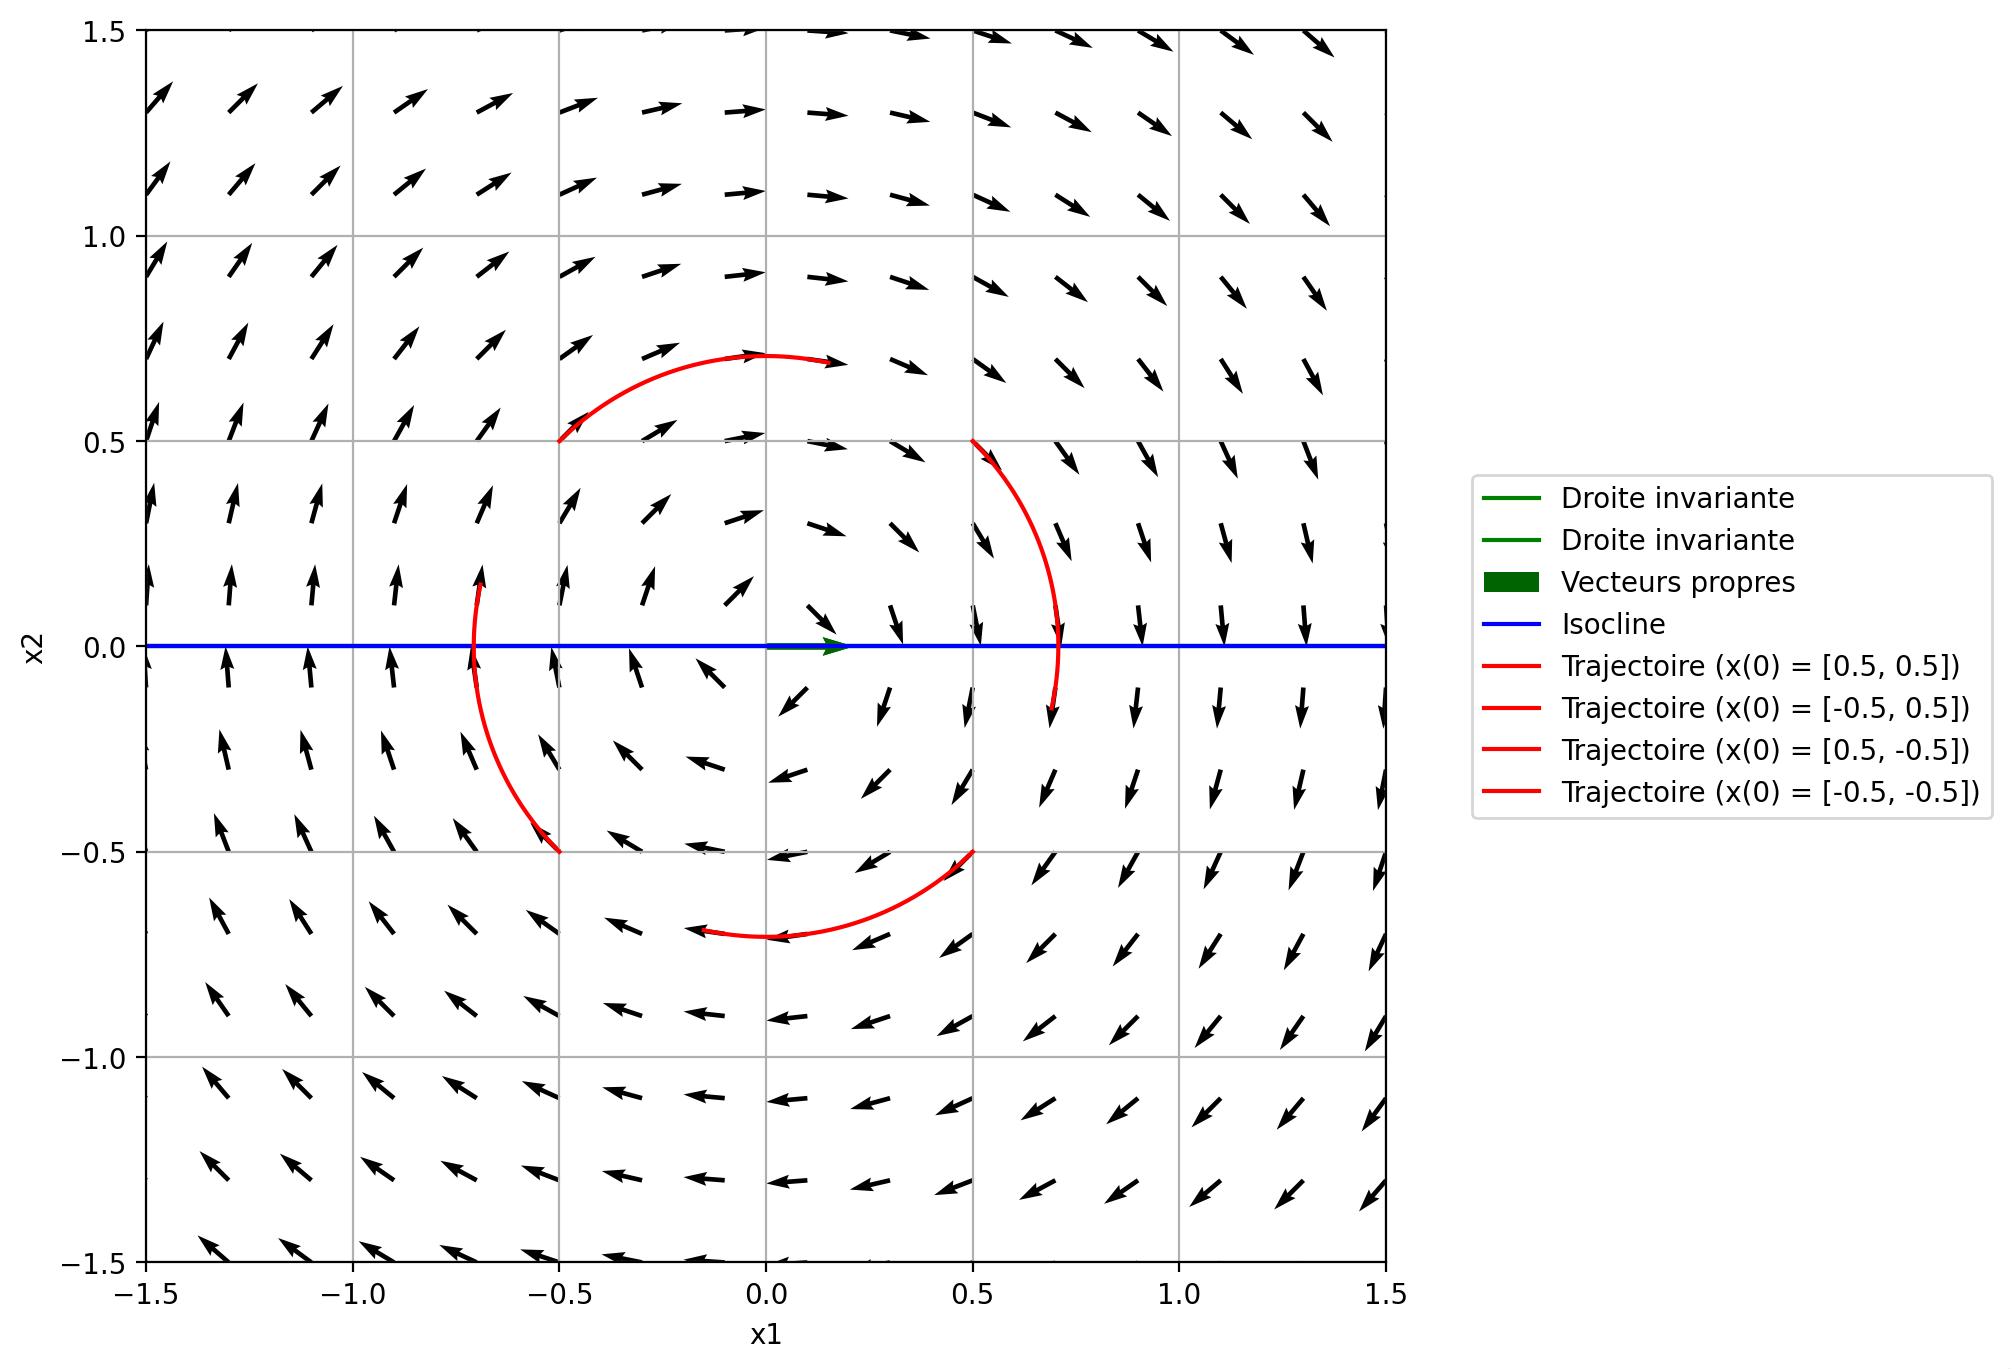 1.5
1.0
0.5
0.0
−0.5
−1.0
−1.5
x2
−1.5 −1.0 −0.5 0.0 0.5 1.0 1.5
x1
Droite invariante
Droite invariante
Vecteurs propres
Isocline
Trajectoire (x(0) = [0.5, 0.5])
Trajectoire (x(0) = [-0.5, 0.5])
Trajectoire (x(0) = [0.5, -0.5])
Trajectoire (x(0) = [-0.5, -0.5])